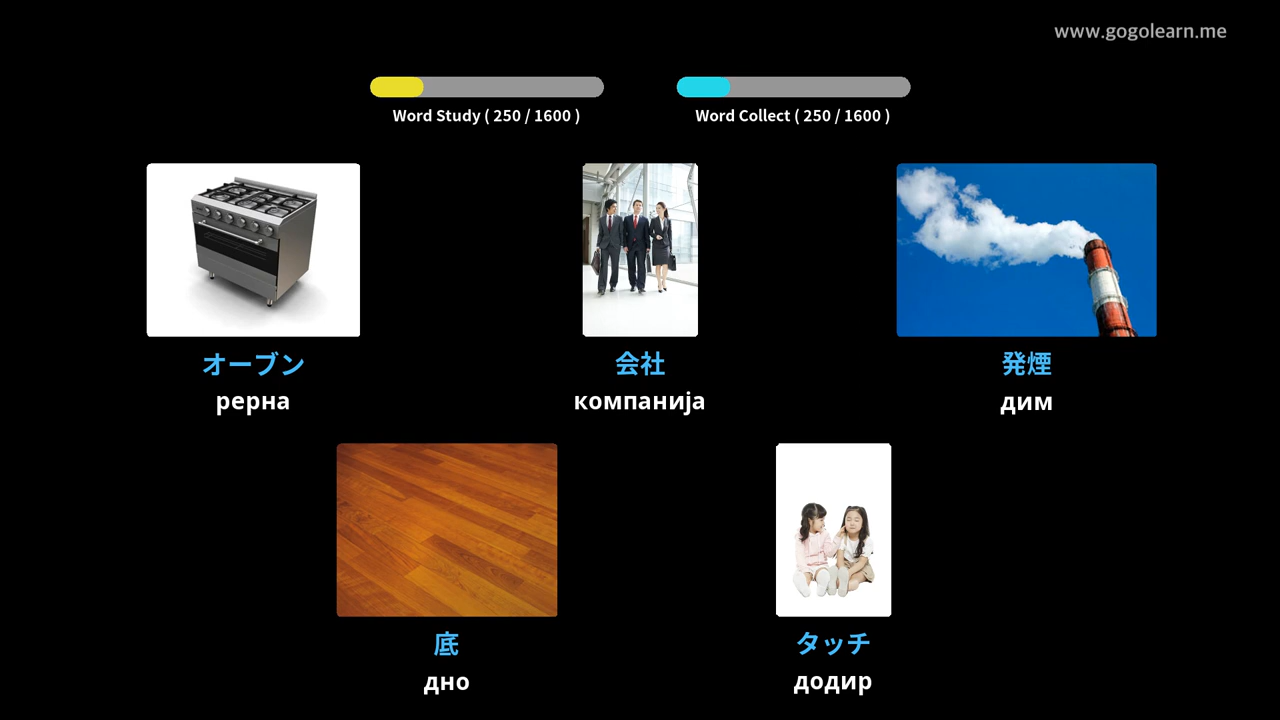 www.gogolearn.me
Word Study ( 250 / 1600 )
Word Collect ( 250 / 1600 )
オーブン
рерна
会社
компанија
発煙
дим
底
дно
タッチ
додир